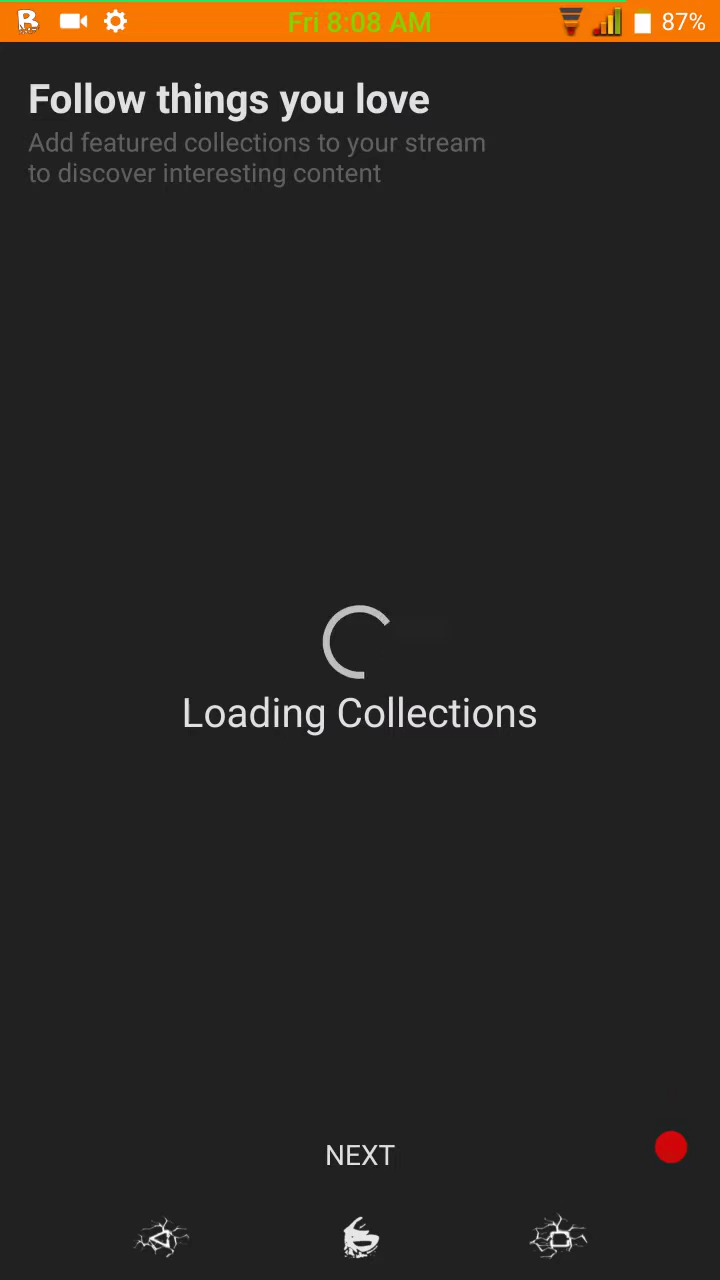 Fri 8:08 AM
87%
Follow things you love
Add featured collections to your stream
to discover interesting content
Loading Collections
NEXT